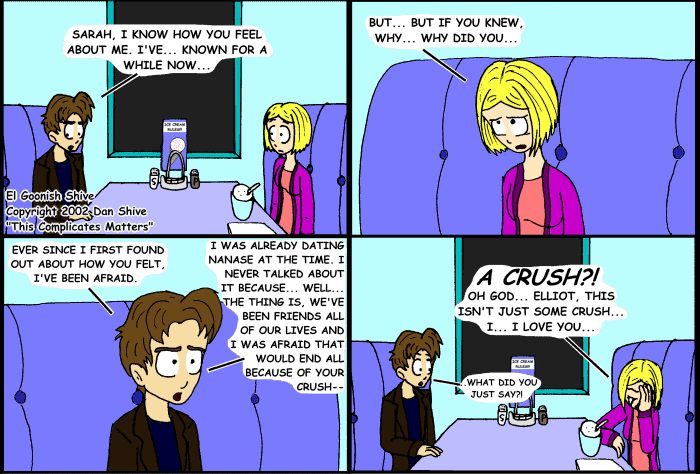 SARAH, I KNOW HOW YOU FEEL
ABOUT ME. I'VE... KNOWN FOR A
WHILE NOW...
ICE CREAM
RULES!!
S
P
El Goonish Shive
Copyright 2002 Dan Shive
"This Complicates Matters"
BUT... BUT IF YOU KNEW,
WHY... WHY DID YOU...
EVER SINCE I FIRST FOUND
OUT ABOUT HOW YOU FELT,
I'VE BEEN AFRAID.
I WAS ALREADY DATING
NANASE AT THE TIME. I
NEVER TALKED ABOUT
IT BECAUSE... WELL...
THE THING IS, WE'VE
BEEN FRIENDS ALL
OF OUR LIVES AND
I WAS AFRAID THAT
WOULD END ALL
BECAUSE OF YOUR
CRUSH--
A CRUSH?!
OH GOD... ELLIOT, THIS
ISN'T JUST SOME CRUSH...
I... I LOVE YOU...
...WHAT DID YOU
JUST SAY?!
ICE CREAM
RULES!!
S
P